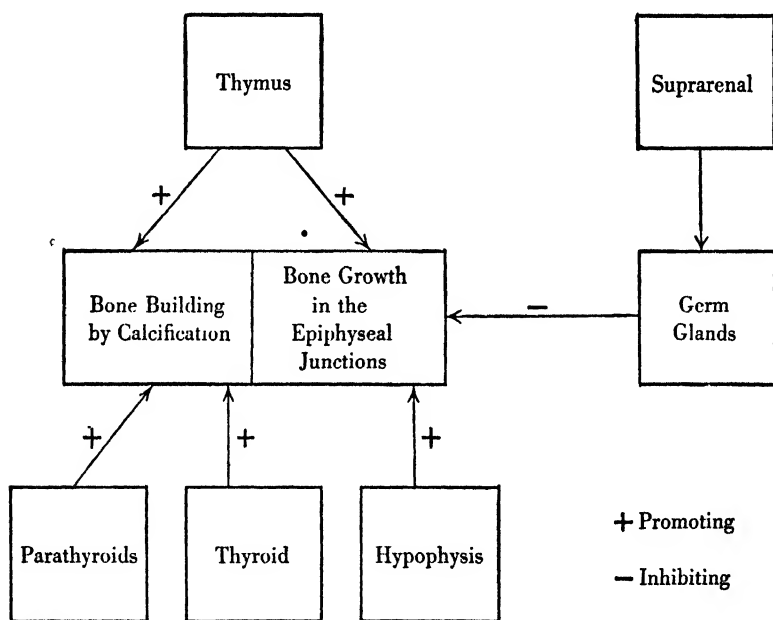 Thymus
Suprarenal
+
+
Bone Building
by Calcification
Bone Growth
in the
Epiphyseal
Junctions
−
Germ
Glands
+
+
+
Parathyroids
Thyroid
Hypophysis
+ Promoting
− Inhibiting